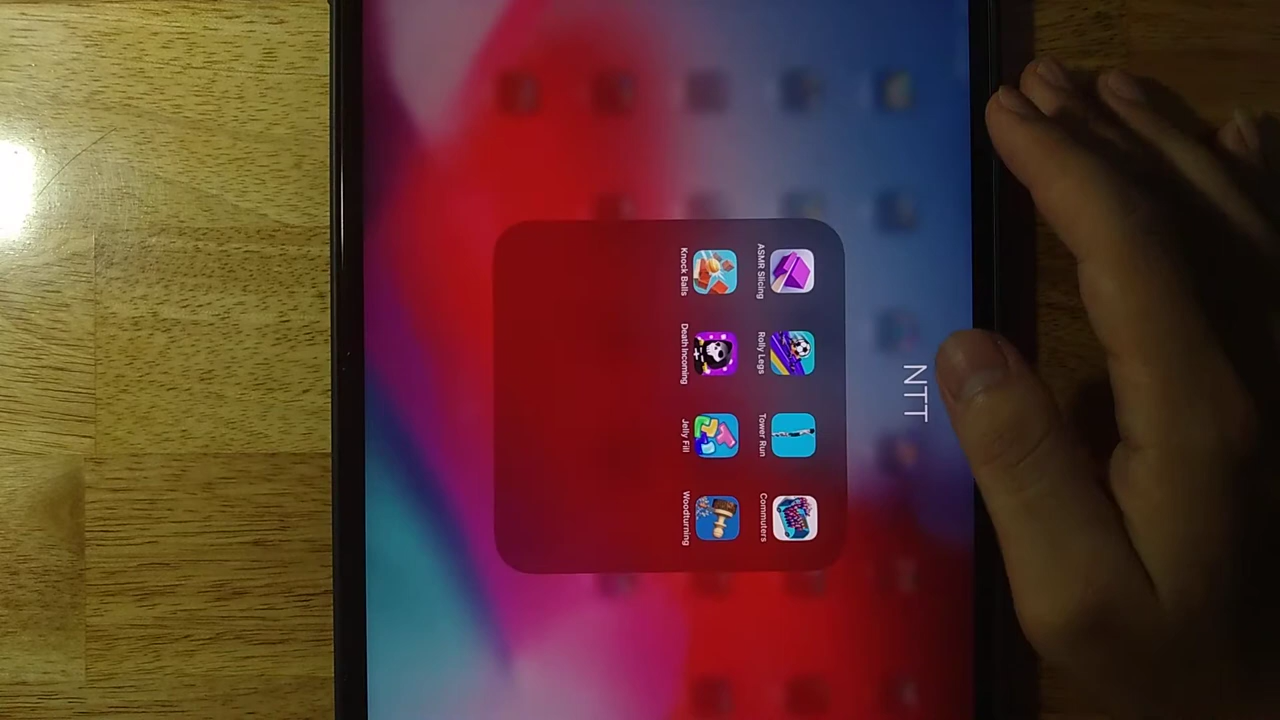 NTT
ASMR Slicing
Rolly Legs
Tower Run
Commuters
Knock Balls
Death Incoming
Jelly Fill
Woodturning